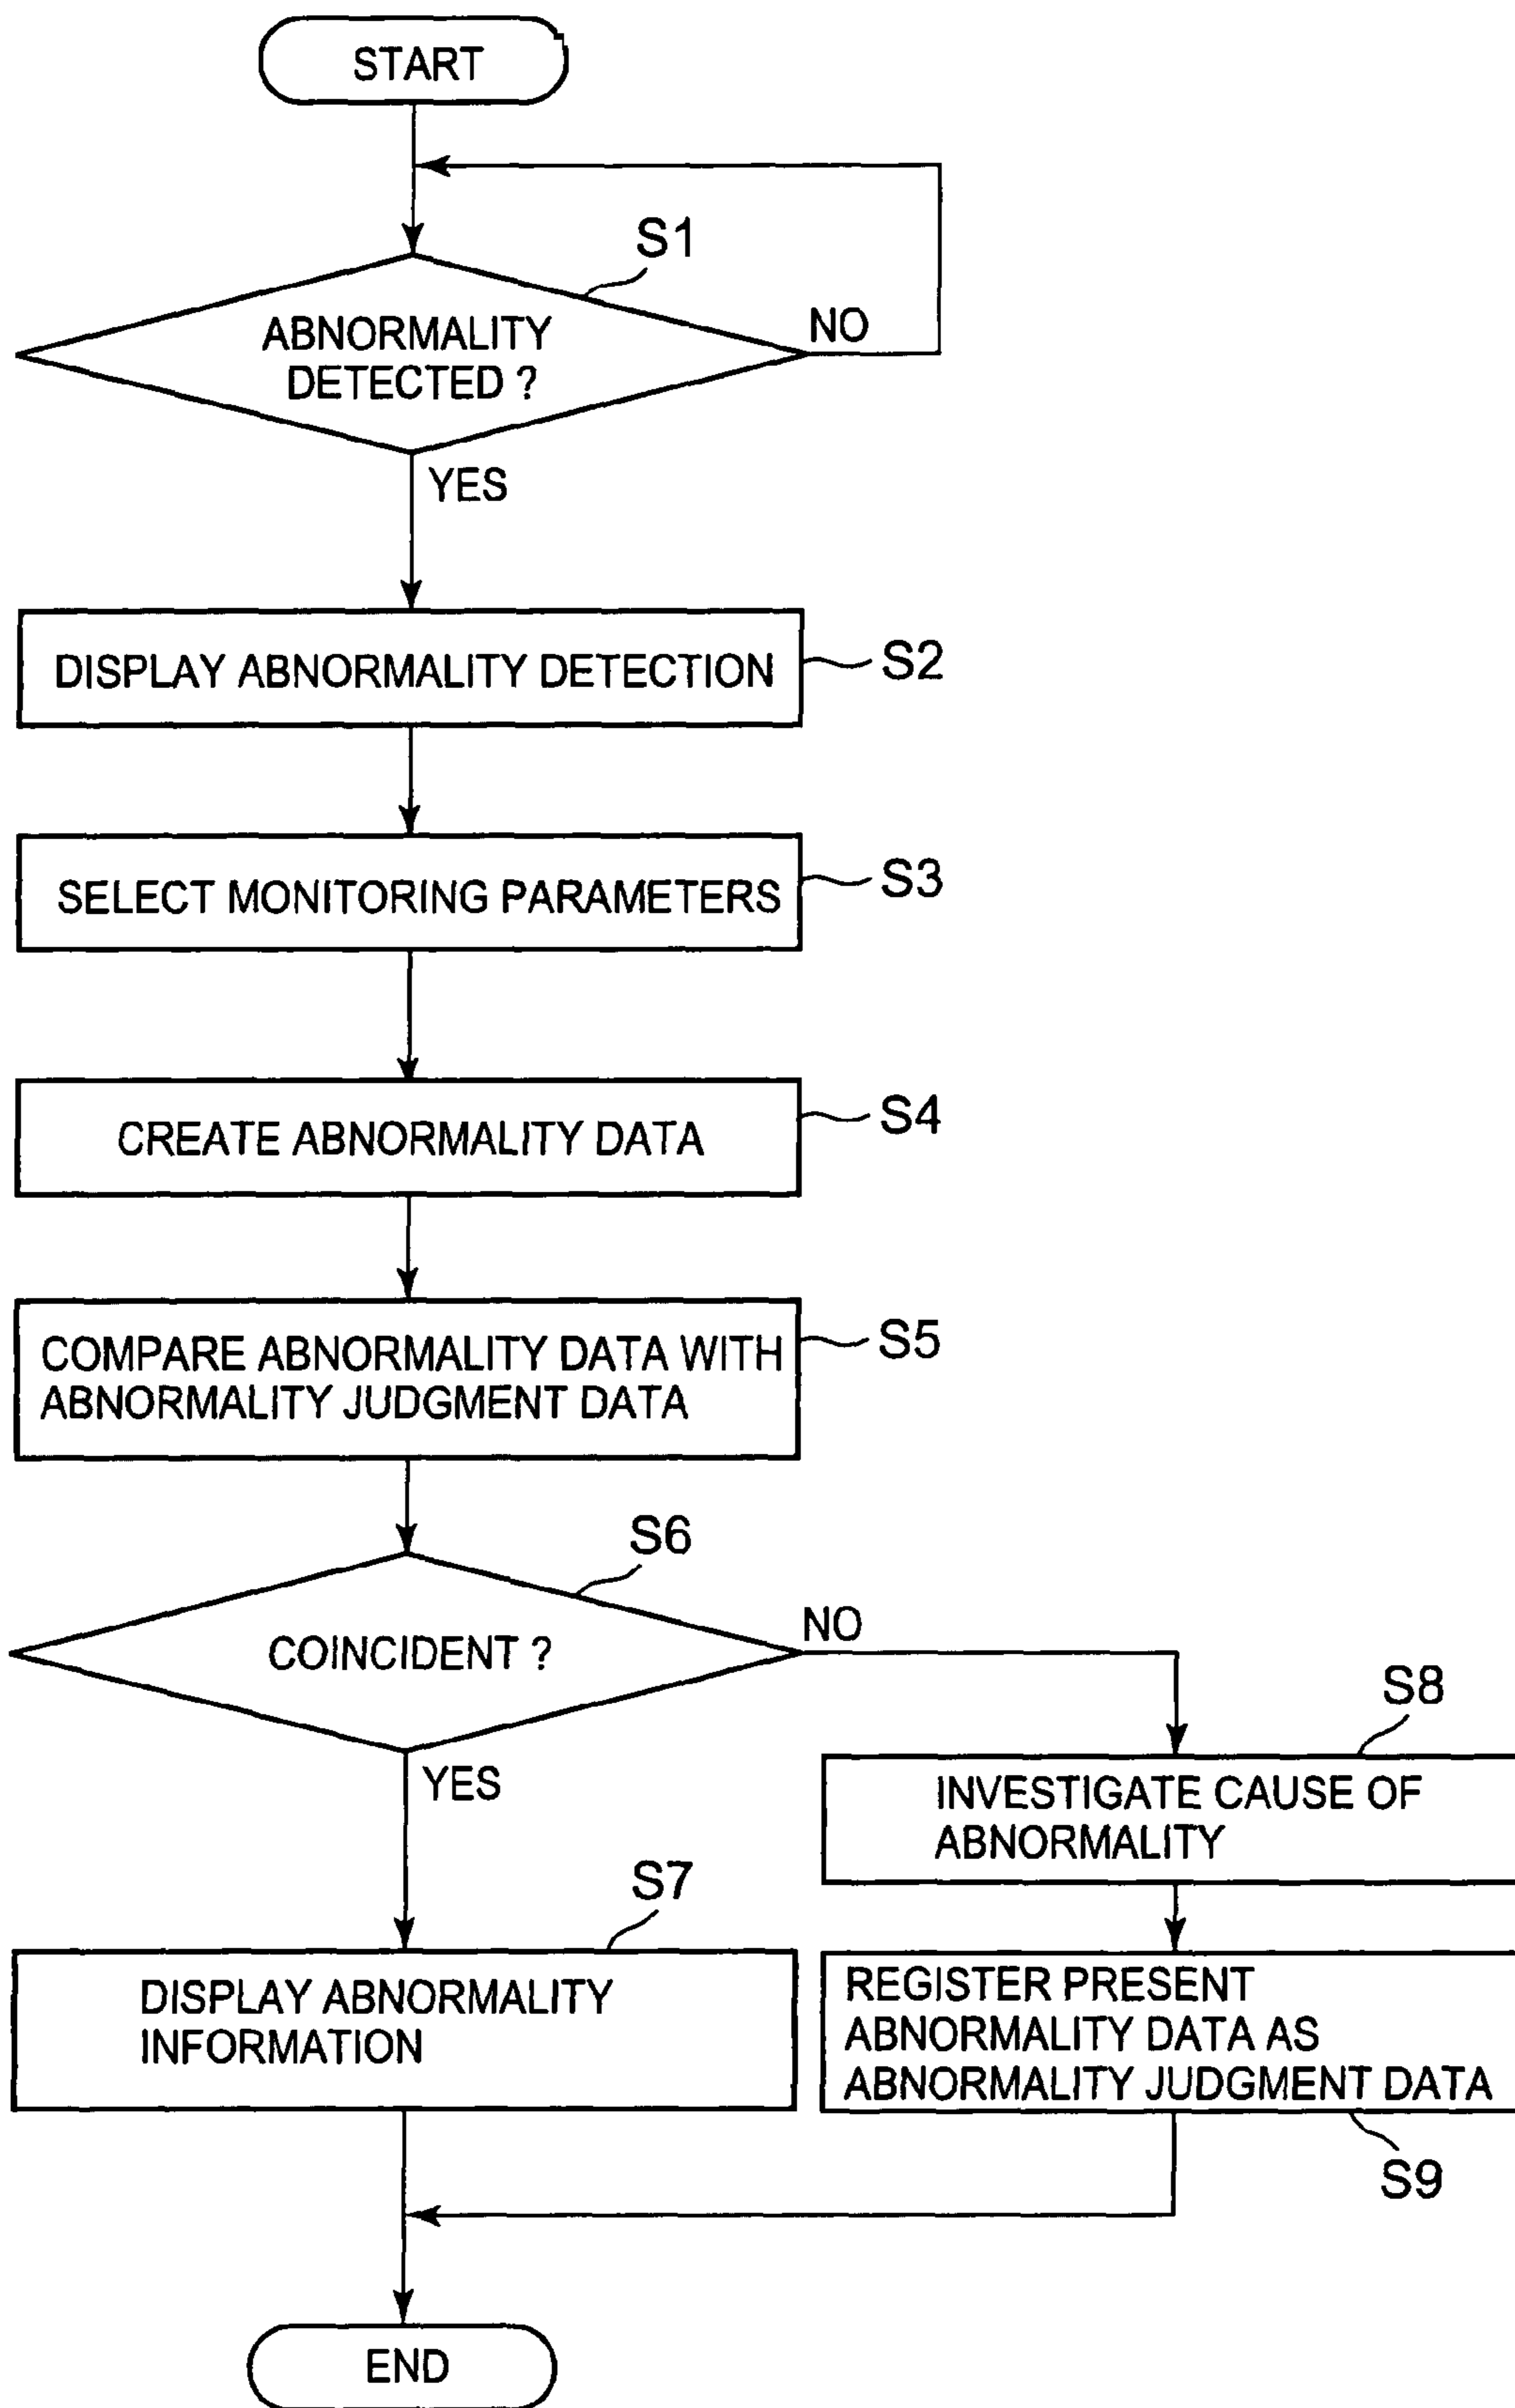 START
S1
ABNORMALITY
DETECTED ?
NO
YES
DISPLAY ABNORMALITY DETECTION
S2
SELECT MONITORING PARAMETERS
S3
CREATE ABNORMALITY DATA
S4
COMPARE ABNORMALITY DATA WITH
ABNORMALITY JUDGMENT DATA
S5
S6
COINCIDENT ?
NO
YES
S8
INVESTIGATE CAUSE OF
ABNORMALITY
S7
DISPLAY ABNORMALITY
INFORMATION
REGISTER PRESENT
ABNORMALITY DATA AS
ABNORMALITY JUDGMENT DATA
S9
END